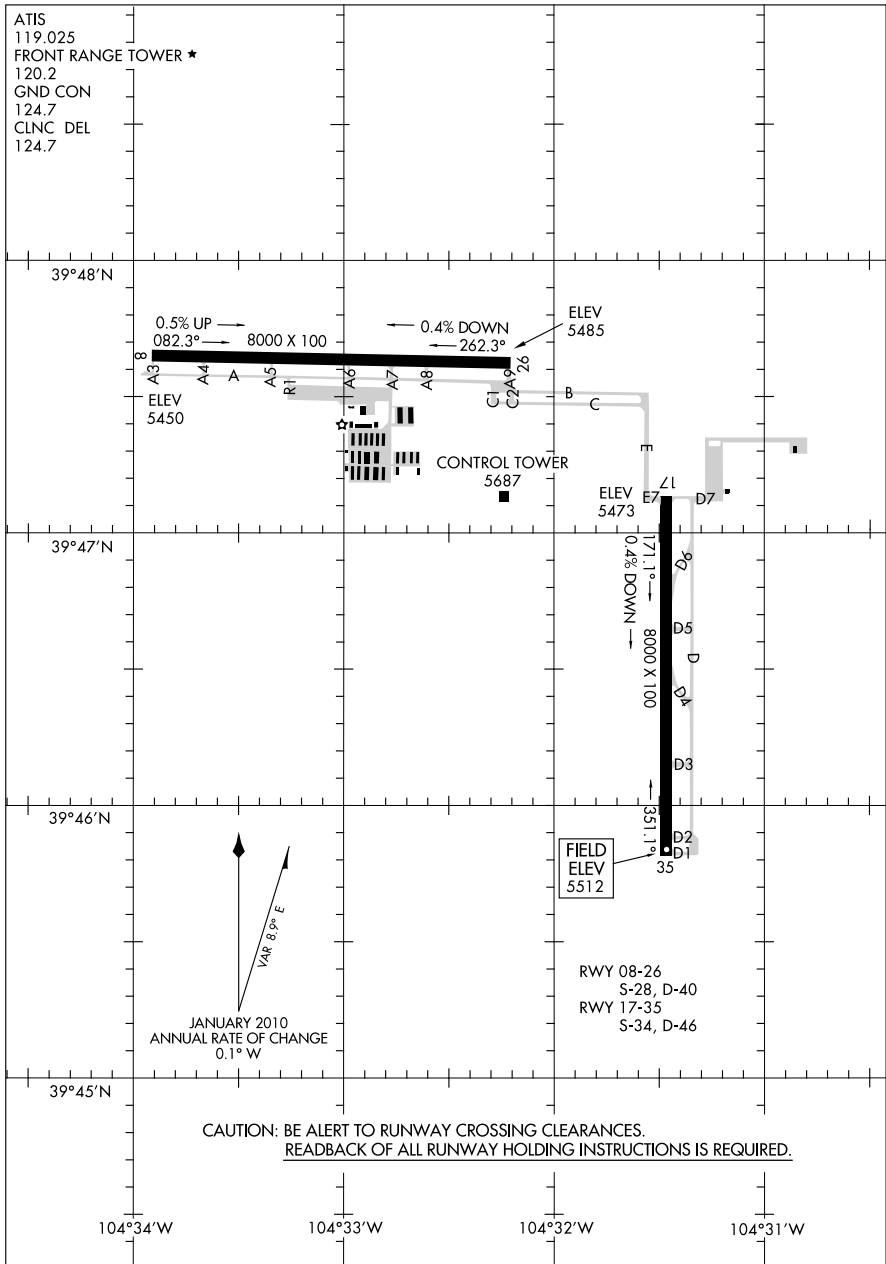 ATIS
119.025
FRONT RANGE TOWER ★
120.2
GND CON
124.7
CLNC DEL
124.7
39°48'N
0.5% UP
0.4% DOWN
ELEV
5485
082.3°
8000 X 100
262.3°
8
26
A3
A4
A
A5
R1
A6
A7
A8
A9
C1
C2
B
C
ELEV
5450
E
CONTROL TOWER
5687
ELEV
5473
17
E7
D7
39°47'N
171.1°
0.4% DOWN
D6
D5
8000 X 100
D
D4
D3
39°46'N
351.1°
D2
D1
35
FIELD
ELEV
5512
VAR 8.9° E
JANUARY 2010
ANNUAL RATE OF CHANGE
0.1° W
RWY 08-26
S-28, D-40
RWY 17-35
S-34, D-46
39°45'N
CAUTION: BE ALERT TO RUNWAY CROSSING CLEARANCES.
READBACK OF ALL RUNWAY HOLDING INSTRUCTIONS IS REQUIRED.
104°34'W
104°33'W
104°32'W
104°31'W